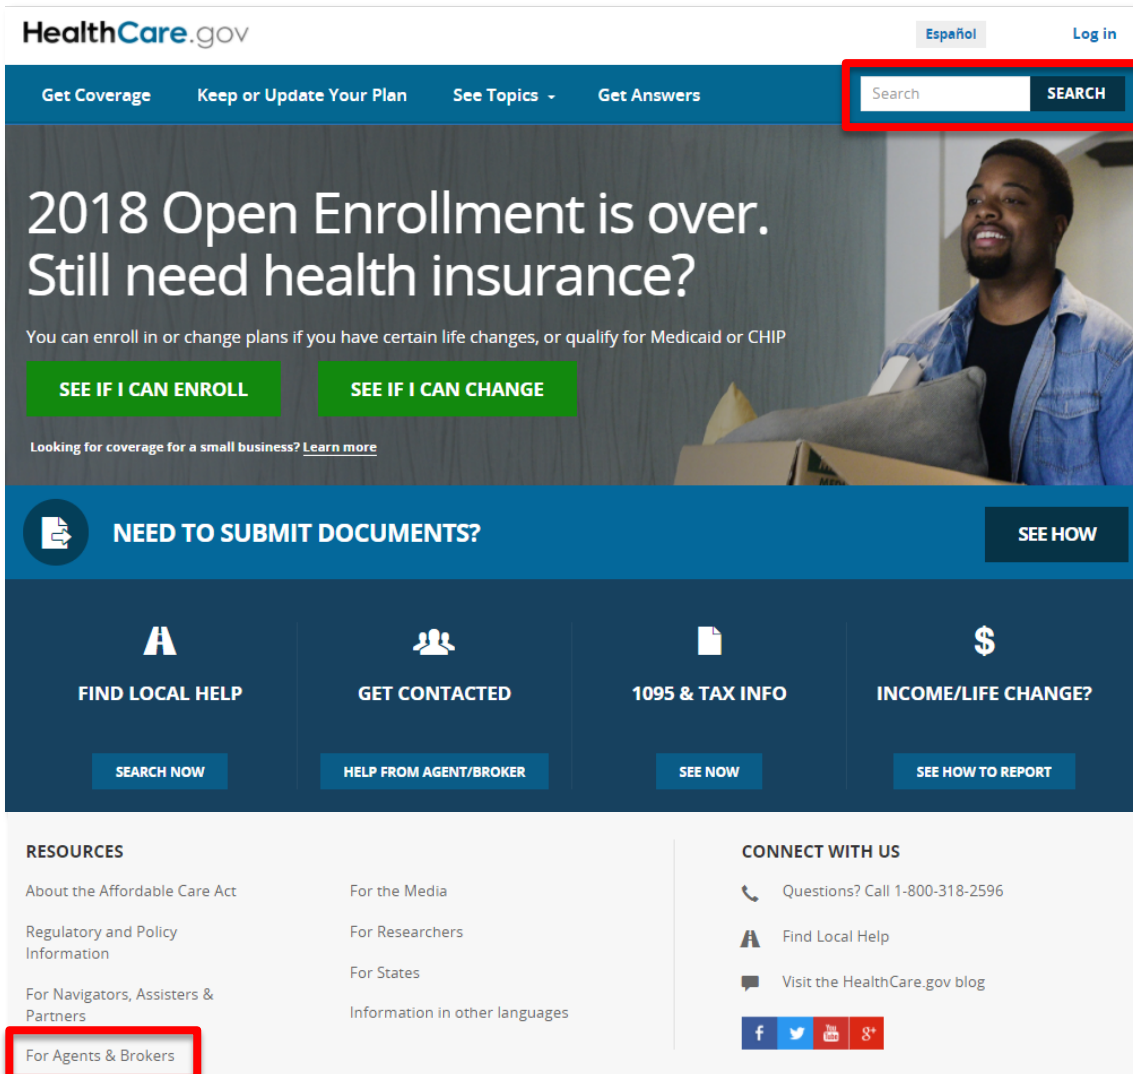 HealthCare.gov
Español
Log in
Get Coverage
Keep or Update Your Plan
See Topics
Get Answers
Search
SEARCH
2018 Open Enrollment is over.
Still need health insurance?
You can enroll in or change plans if you have certain life changes, or qualify for Medicaid or CHIP
SEE IF I CAN ENROLL
SEE IF I CAN CHANGE
Looking for coverage for a small business? Learn more
NEED TO SUBMIT DOCUMENTS?
SEE HOW
FIND LOCAL HELP
GET CONTACTED
1095 & TAX INFO
INCOME/LIFE CHANGE?
SEARCH NOW
HELP FROM AGENT/BROKER
SEE NOW
SEE HOW TO REPORT
RESOURCES
About the Affordable Care Act
Regulatory and Policy
Information
For Navigators, Assisters &
Partners
For Agents & Brokers
For the Media
For Researchers
For States
Information in other languages
CONNECT WITH US
Questions? Call 1-800-318-2596
Find Local Help
Visit the HealthCare.gov blog